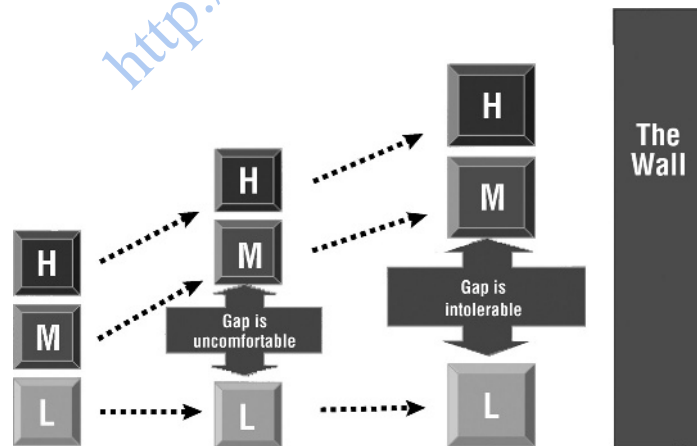 http:/
H
The
Wall
H
M
H
M
Gap is
intolerable
M
Gap is
uncomfortable
L
L
L